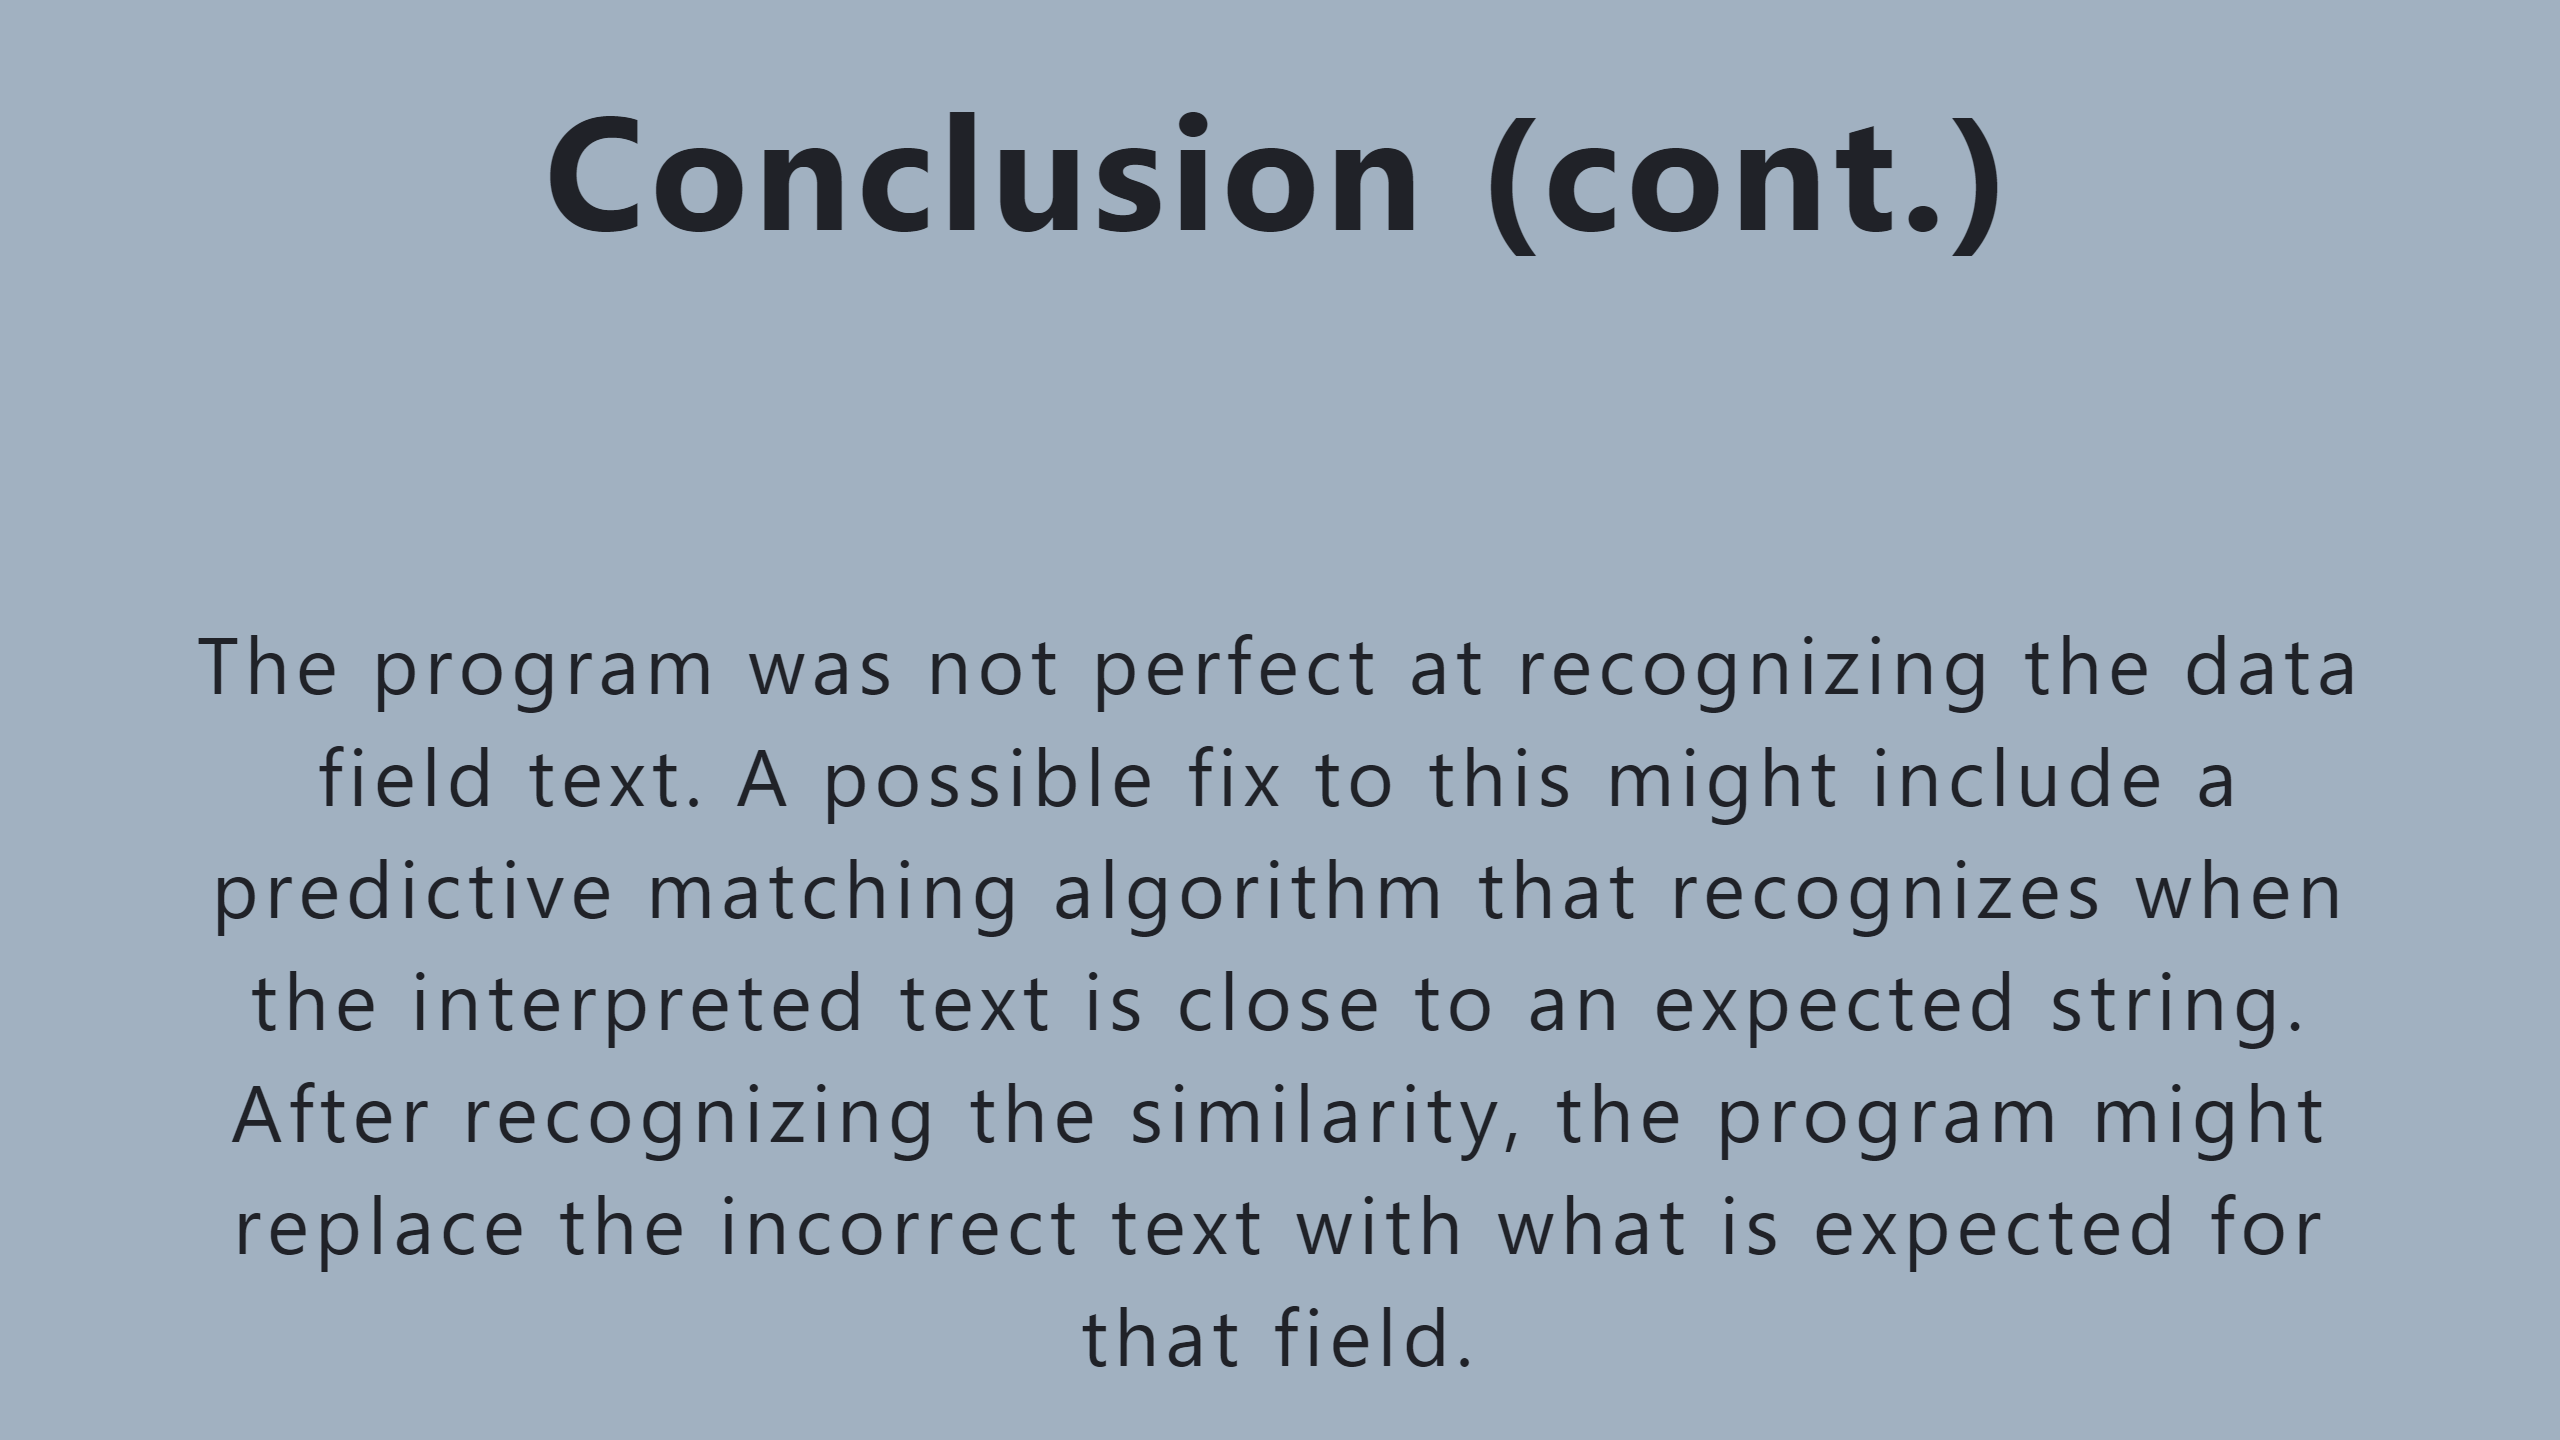 Conclusion (cont.)
The program was not perfect at recognizing the data
field text. A possible fix to this might include a
predictive matching algorithm that recognizes when
the interpreted text is close to an expected string.
After recognizing the similarity, the program might
replace the incorrect text with what is expected for
that field.